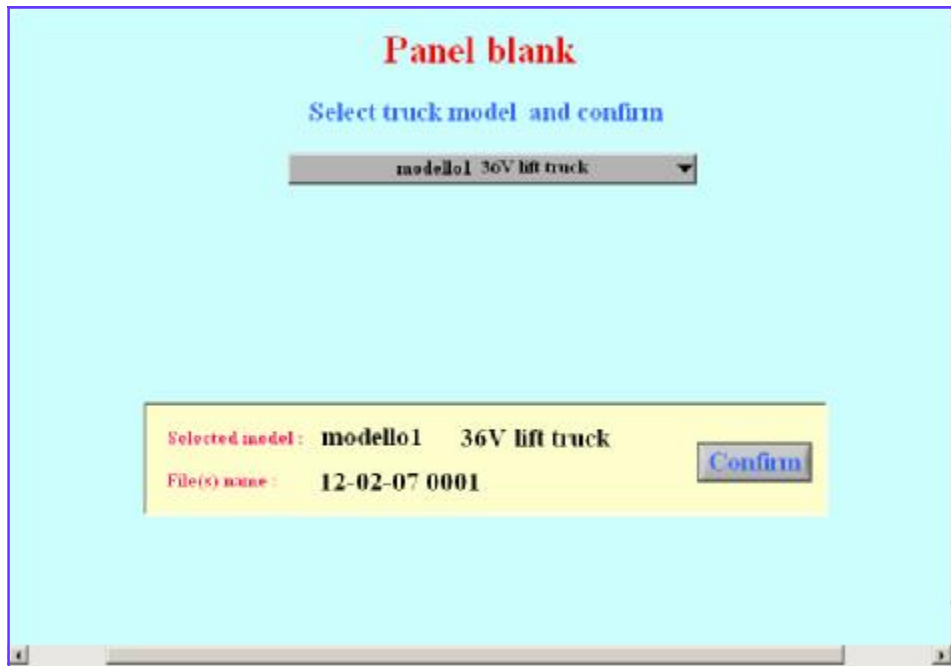 Panel blank
Select truck model and confirm
modello1 36V lift truck
Selected model : modello1 36V lift truck
File(s) name : 12-02-07 0001
Confirm